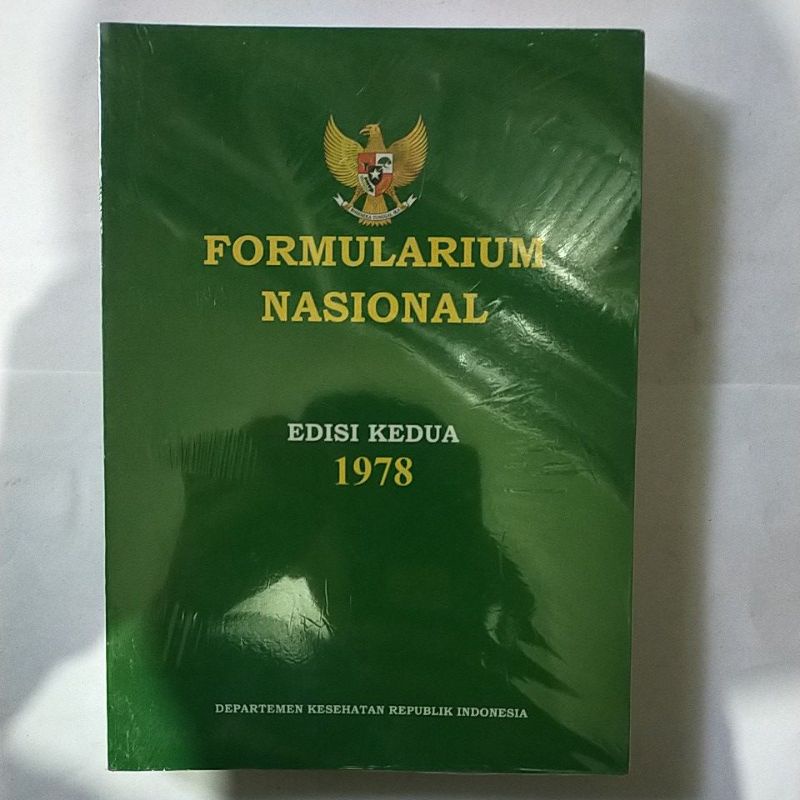 FORMULARIUM
NASIONAL
EDISI KEDUA
1978
DEPARTEMEN KESEHATAN REPUBLIK INDONESIA